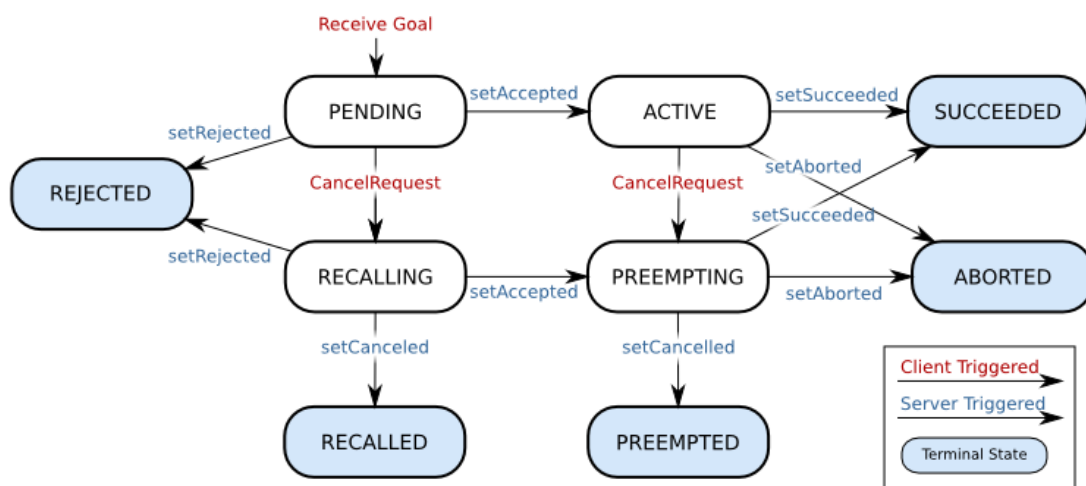 Receive Goal
PENDING
setAccepted
ACTIVE
setSucceeded
SUCCEEDED
setRejected
setAborted
REJECTED
CancelRequest
CancelRequest
setSucceeded
setRejected
RECALLING
setAccepted
PREEMPTING
setAborted
ABORTED
setCanceled
setCancelled
RECALLED
PREEMPTED
Client Triggered
Server Triggered
Terminal State